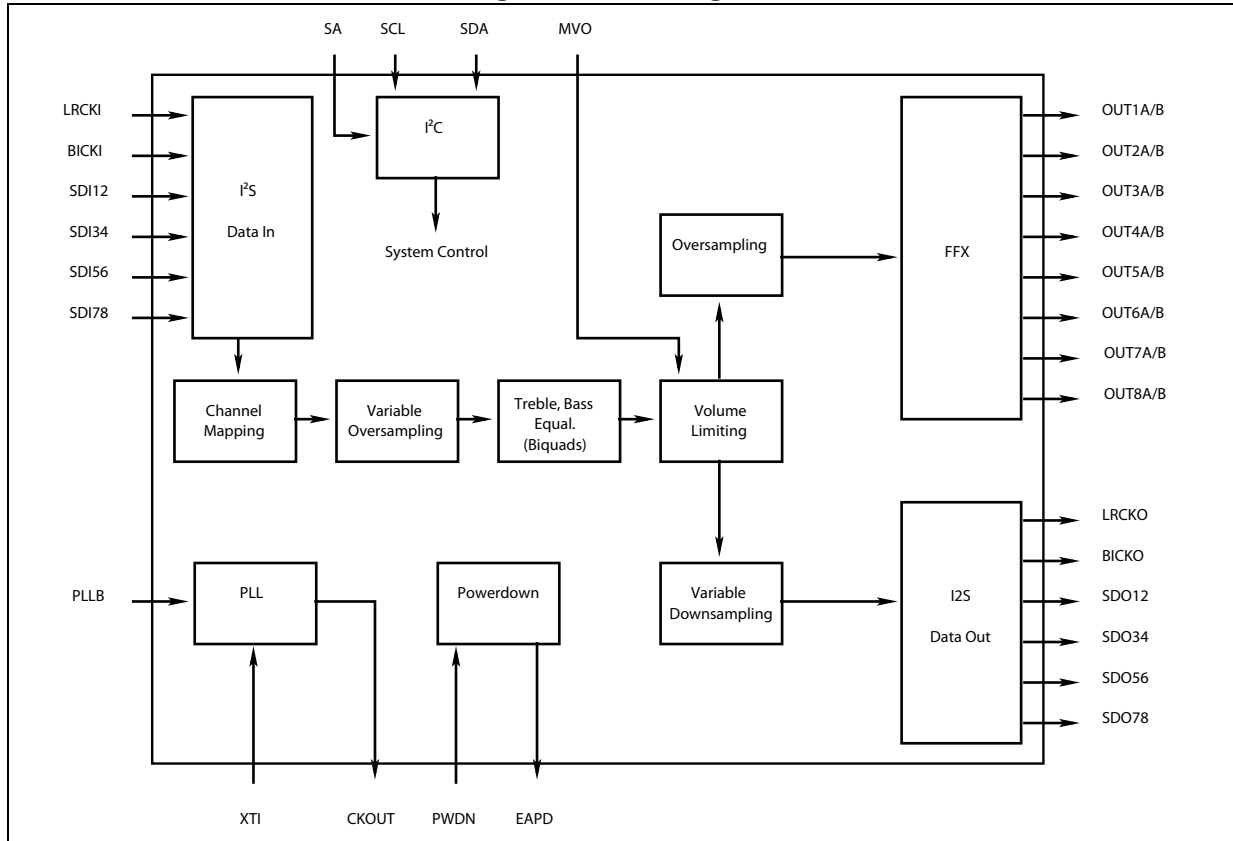 SA SCL SDA MVO
LRCKI
BICKI
SDI12
SDI34
SDI56
SDI78
I²S
Data In
I²C
System Control
Oversampling
FFX
OUT1A/B
OUT2A/B
OUT3A/B
OUT4A/B
OUT5A/B
OUT6A/B
OUT7A/B
OUT8A/B
Channel
Mapping
Variable
Oversampling
Treble, Bass
Equal.
(Biquads)
Volume
Limiting
PLLB
PLL
Powerdown
Variable
Downsampling
I2S
Data Out
LRCKO
BICKO
SDO12
SDO34
SDO56
SDO78
XTI CKOUT PWDN EAPD